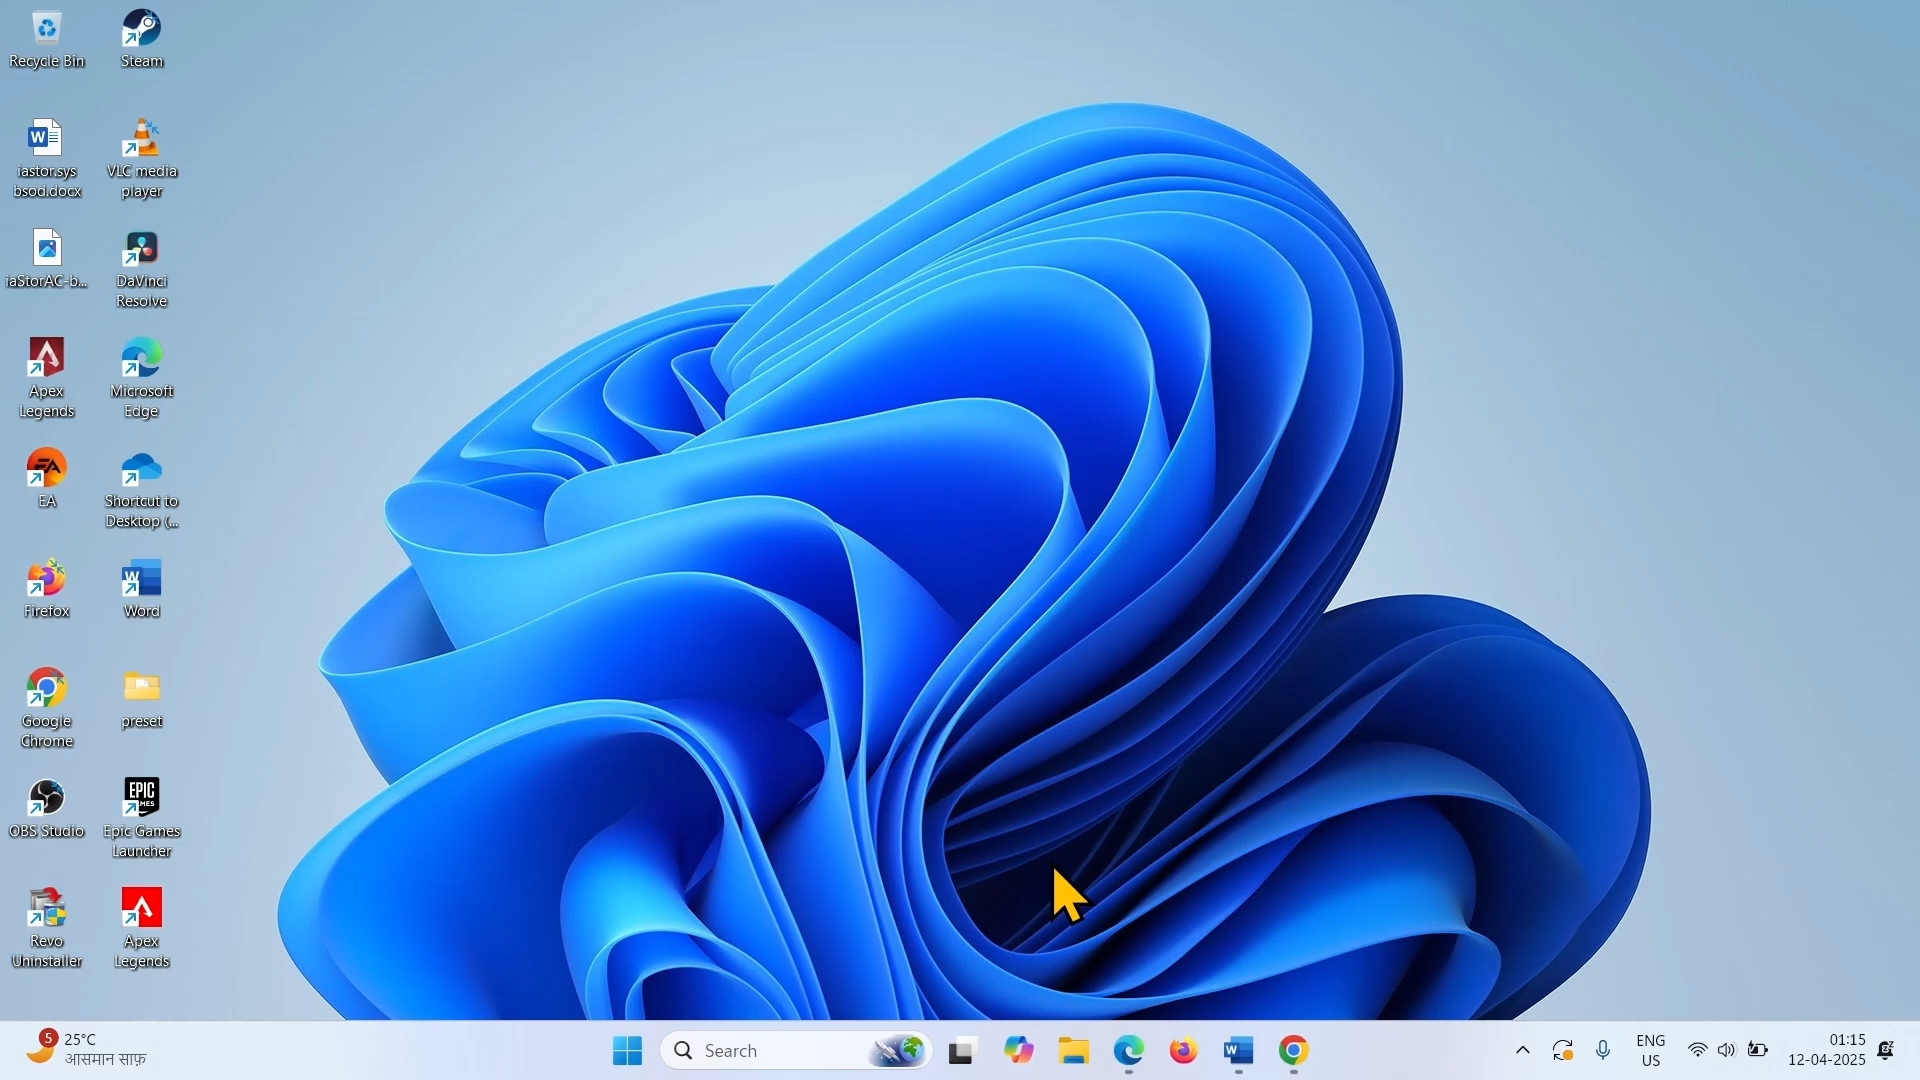 Recycle Bin
Steam
iastor.sys
bsod.docx
VLC media
player
iaStorAC-b...
DaVinci
Resolve
Apex
Legends
Microsoft
Edge
EA
Shortcut to
Desktop (...
Firefox
Word
Google
Chrome
preset
OBS Studio
EPIC
GAMES
Epic Games
Launcher
Revo
Uninstaller
Apex
Legends
5
25°C
आसमान साफ़
Search
ENG
US
01:15
12-04-2025